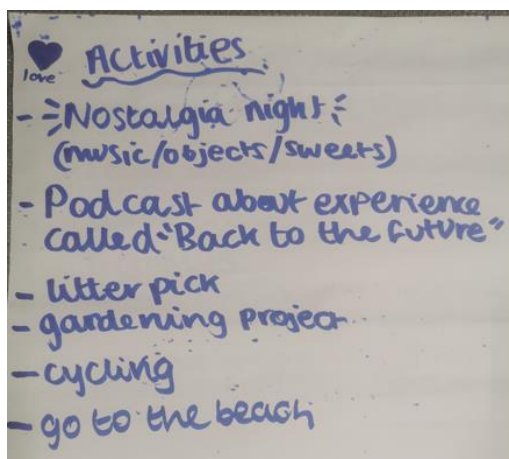 love Activities
- Nostalgia night
(music/objects/sweets)
- Podcast about experience
called "Back to the future"
- litter pick
- gardening project
- cycling
- go to the beach